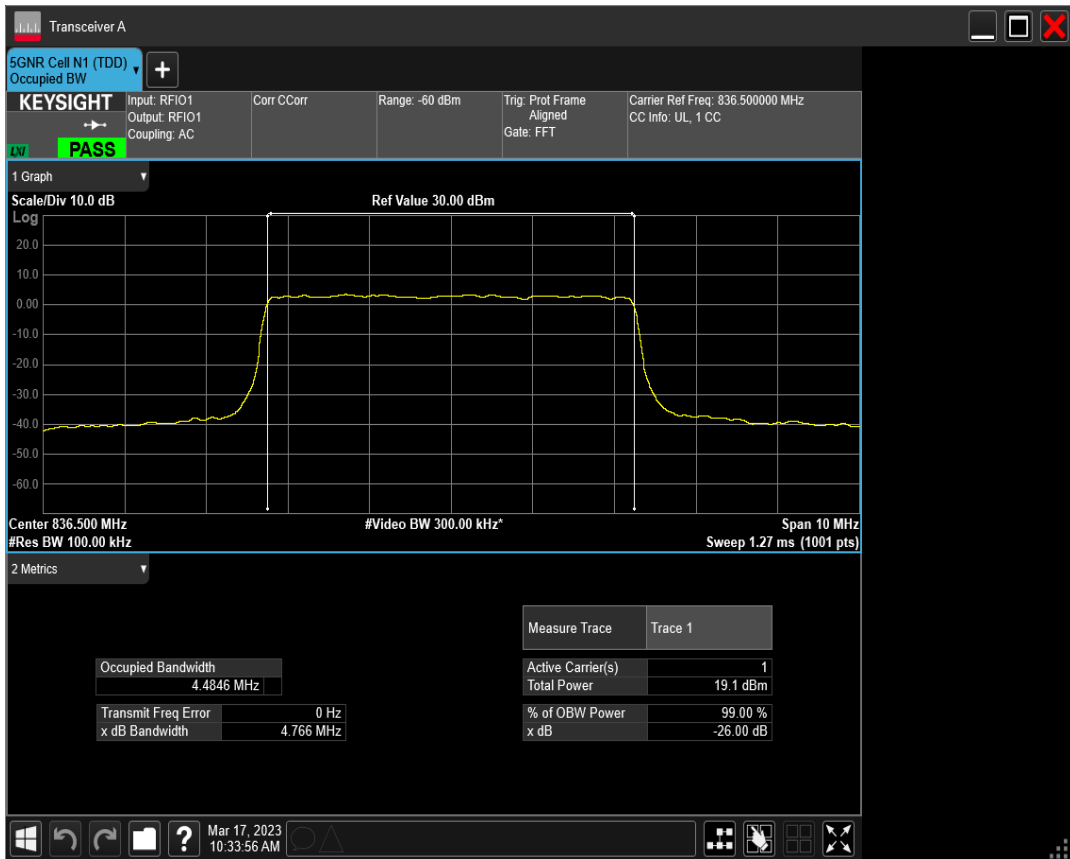 Transceiver A
5GNR Cell N1 (TDD)
Occupied BW
KEYSIGHT
LXI
PASS
Input: RFIO1
Output: RFIO1
Coupling: AC
Corr CCorr
Range: -60 dBm
Trig: Prot Frame
Aligned
Gate: FFT
Carrier Ref Freq: 836.500000 MHz
CC Info: UL, 1 CC
1 Graph
Scale/Div 10.0 dB
Ref Value 30.00 dBm
Log
20.0
10.0
0.00
-10.0
-20.0
-30.0
-40.0
-50.0
-60.0
Center 836.500 MHz
#Video BW 300.00 kHz*
Span 10 MHz
#Res BW 100.00 kHz
Sweep 1.27 ms (1001 pts)
2 Metrics
Measure Trace Trace 1
Occupied Bandwidth
4.4846 MHz
Active Carrier(s) 1
Total Power 19.1 dBm
Transmit Freq Error 0 Hz
x dB Bandwidth 4.766 MHz
% of OBW Power 99.00 %
x dB -26.00 dB
?
Mar 17, 2023
10:33:56 AM